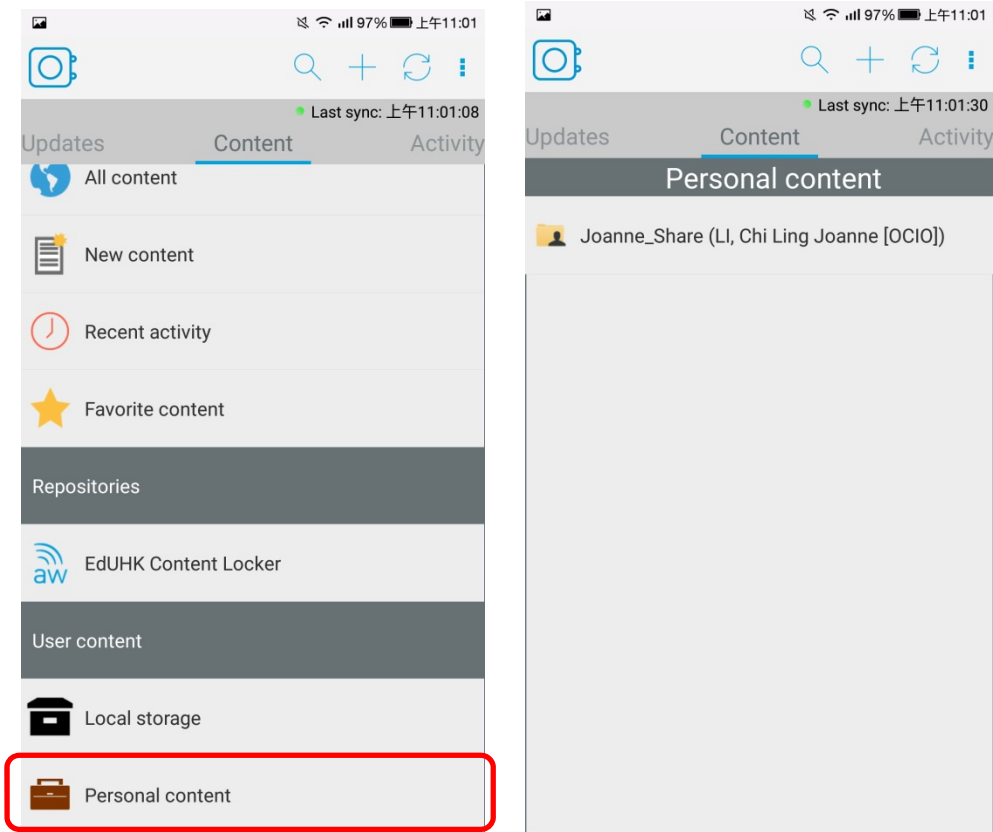 97% 上午11:01
Last sync: 上午11:01:08
Updates Content Activity
All content
New content
Recent activity
Favorite content
Repositories
aw EdUHK Content Locker
User content
Local storage
Personal content
97% 上午11:01
Last sync: 上午11:01:30
Updates Content Activity
Personal content
Joanne_Share (LI, Chi Ling Joanne [OCIO])